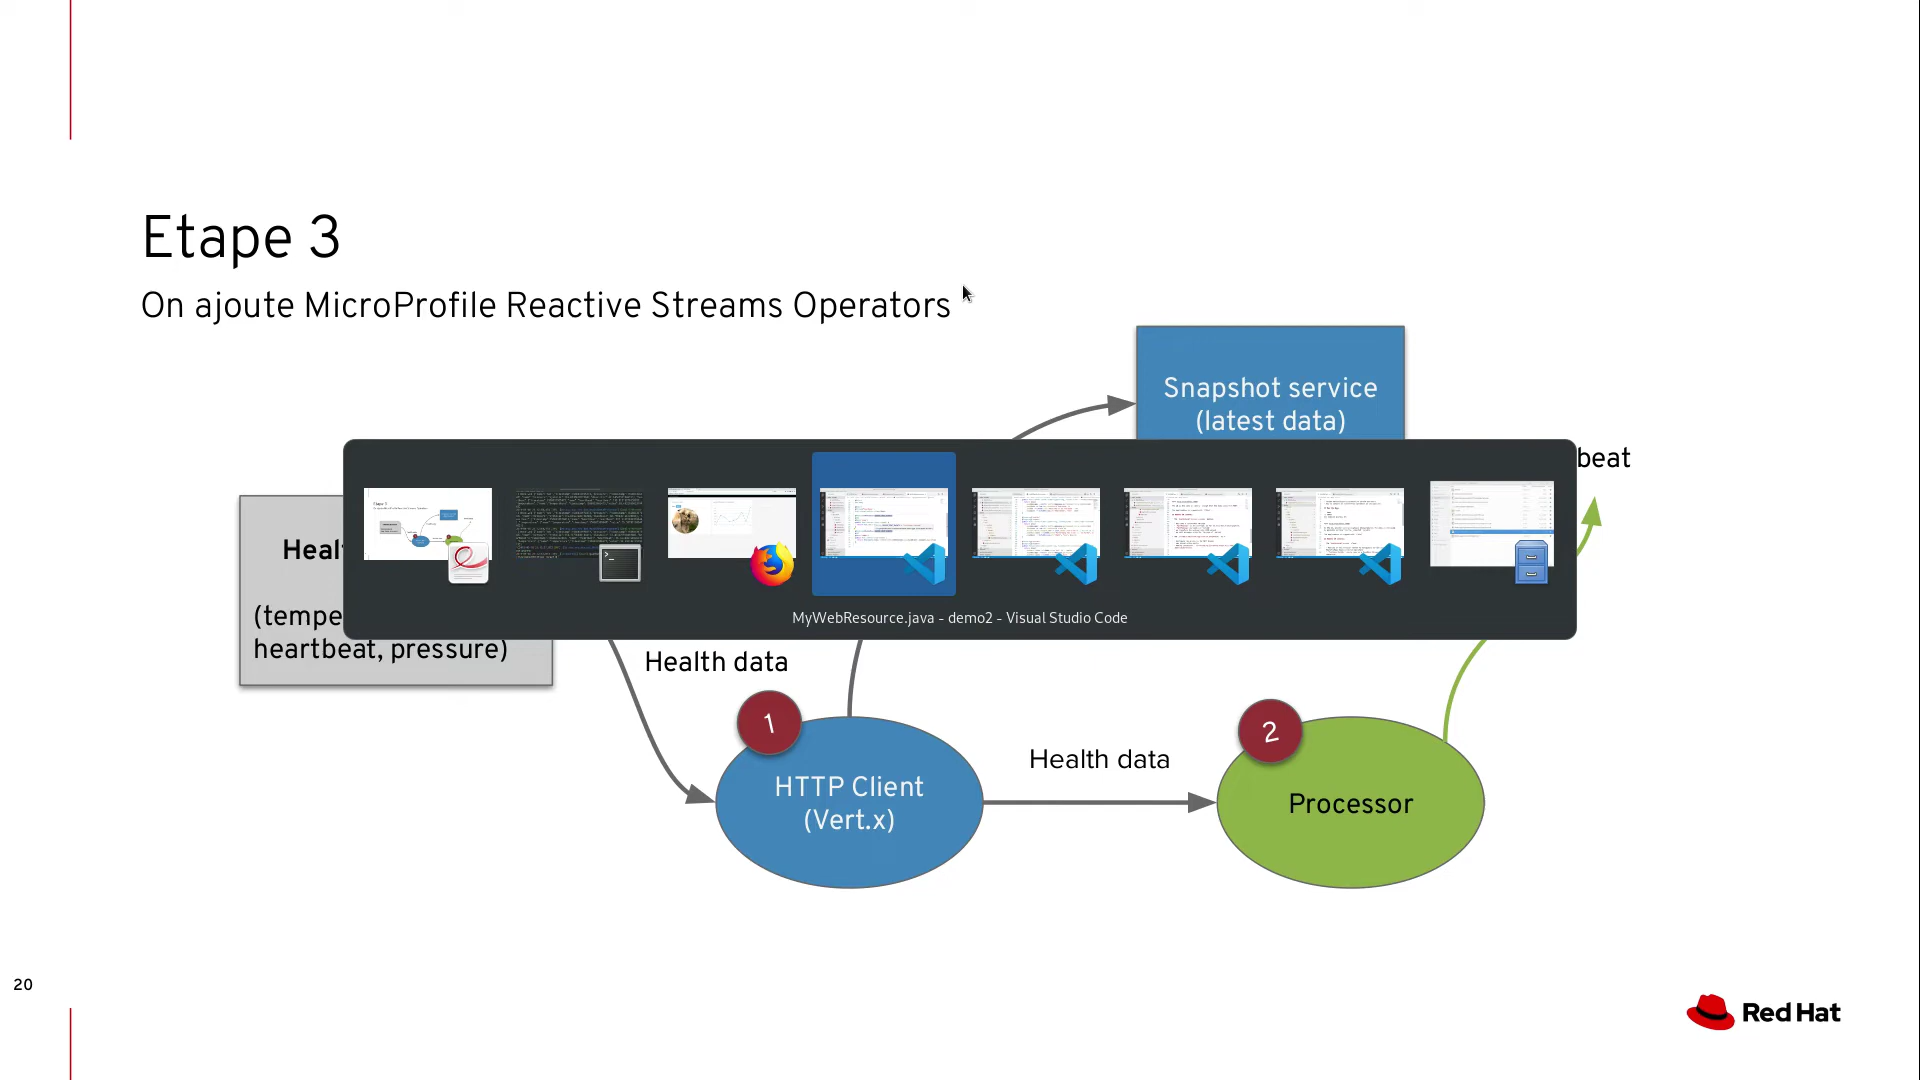 Etape 3
On ajoute MicroProfile Reactive Streams Operators
Snapshot service
(latest data)
beat
(tempe
heartbeat, pressure)
MyWebResource.java - demo2 - Visual Studio Code
Health data
1
HTTP Client
(Vert.x)
Health data
2
Processor
20
Red Hat